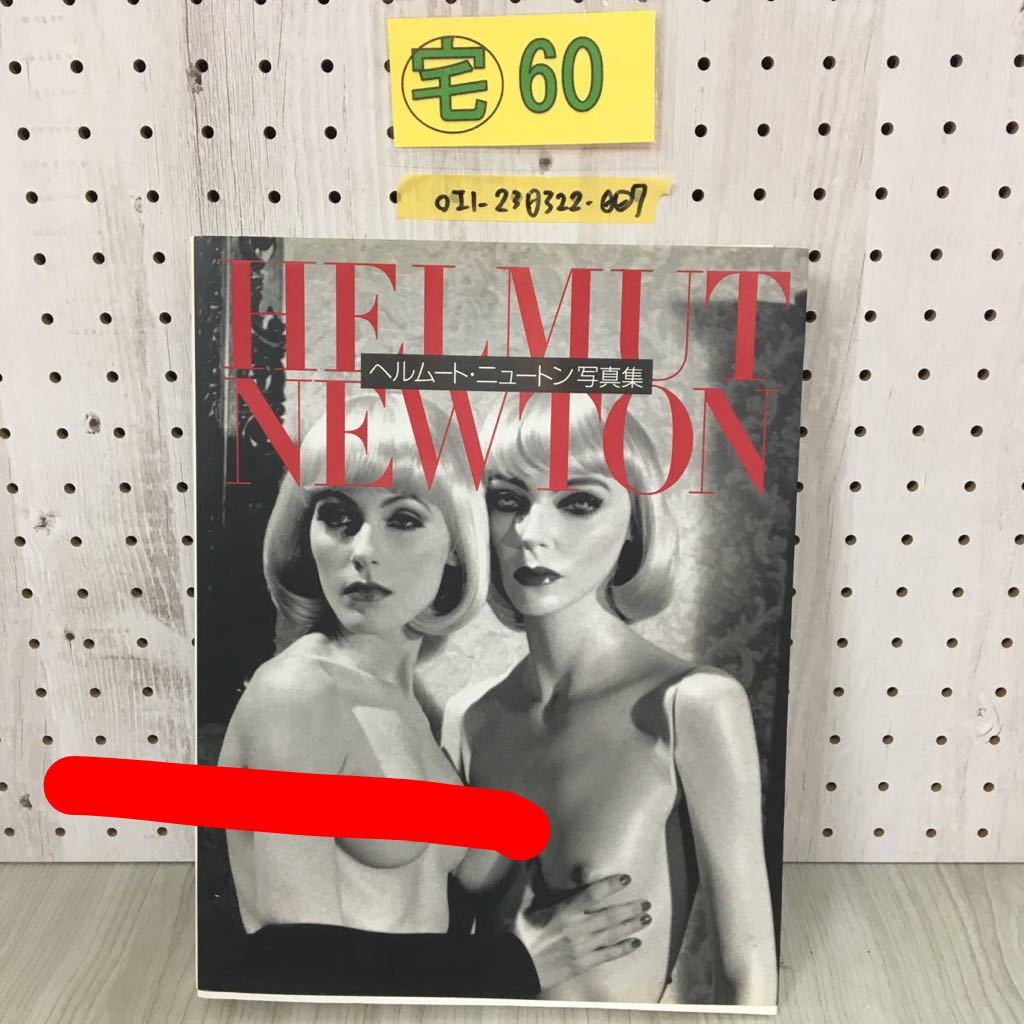 宅 60
011-230322-007
HELMUT
ヘルムート・ニュートン写真集
NEWTON